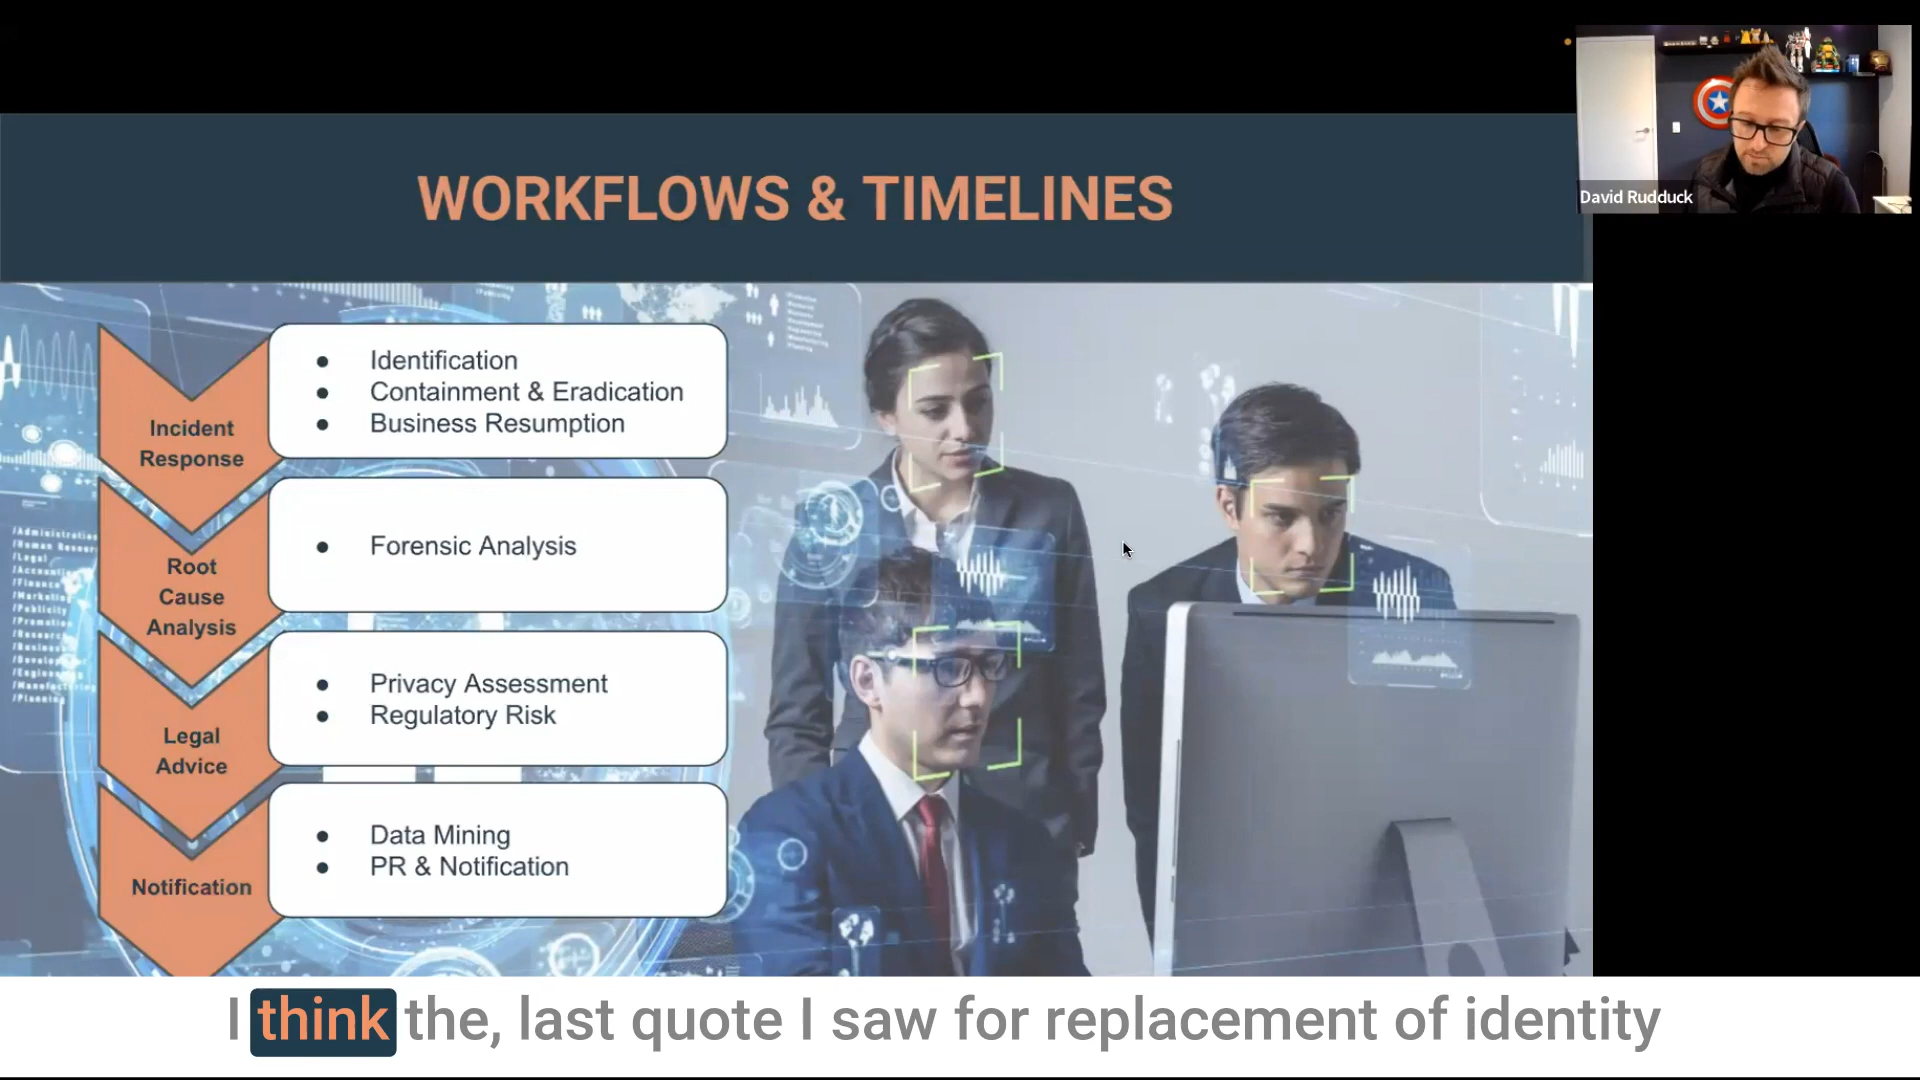 WORKFLOWS & TIMELINES
David Rudduck
Incident
Response
Identification
Containment & Eradication
Business Resumption
Root
Cause
Analysis
Forensic Analysis
Legal
Advice
Privacy Assessment
Regulatory Risk
Notification
Data Mining
PR & Notification
/Legal
I think the, last quote I saw for replacement of identity